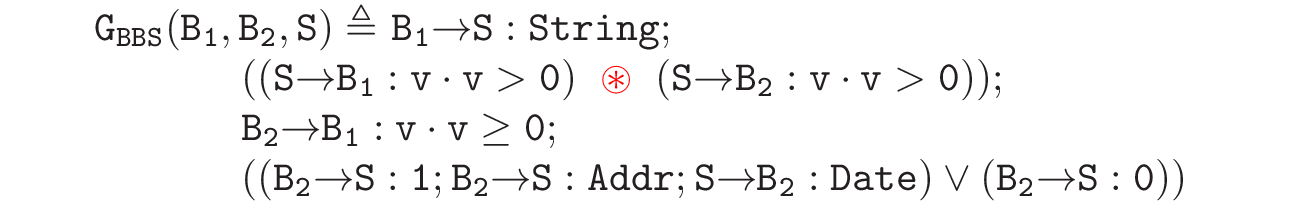 G_BBS(B₁, B₂, S) ≜ B₁→S : String;
((S→B₁ : v · v > 0) ⊛ (S→B₂ : v · v > 0));
B₂→B₁ : v · v ≥ 0;
((B₂→S : 1; B₂→S : Addr; S→B₂ : Date) ∨ (B₂→S : 0))